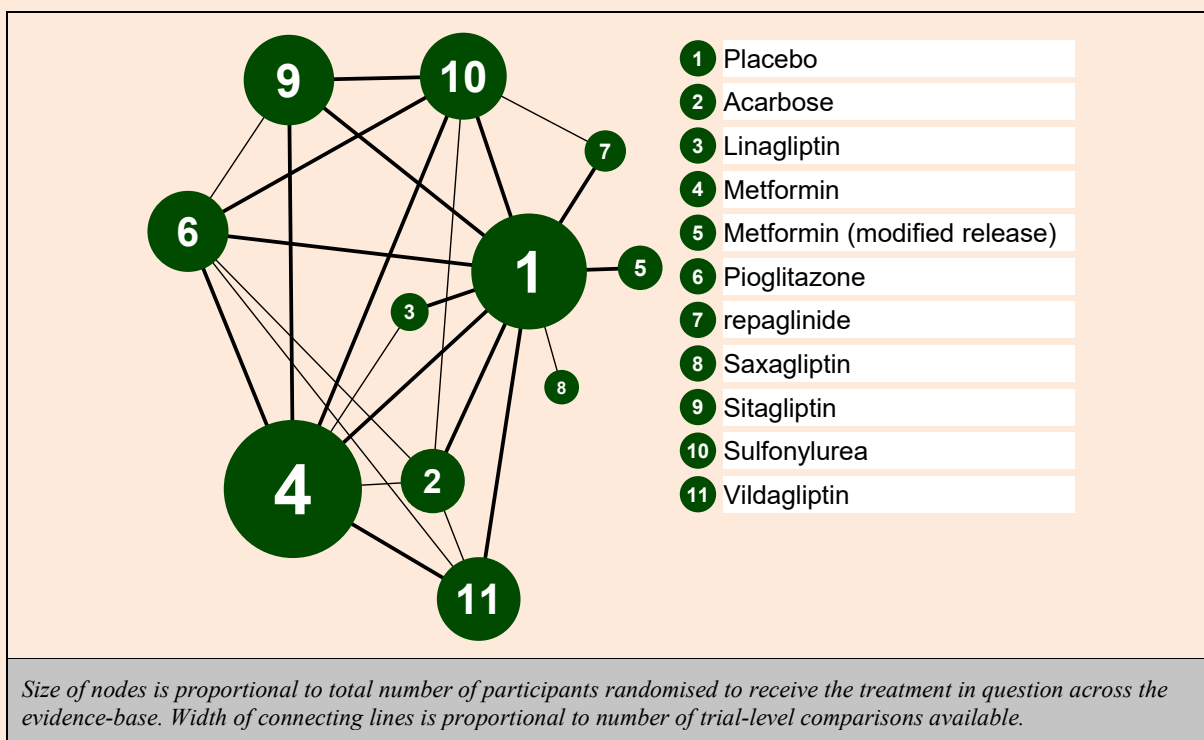 9
10
7
6
1
5
3
8
4
2
11
1 Placebo
2 Acarbose
3 Linagliptin
4 Metformin
5 Metformin (modified release)
6 Pioglitazone
7 repaglinide
8 Saxagliptin
9 Sitagliptin
10 Sulfonylurea
11 Vildagliptin
Size of nodes is proportional to total number of participants randomised to receive the treatment in question across the
evidence-base. Width of connecting lines is proportional to number of trial-level comparisons available.